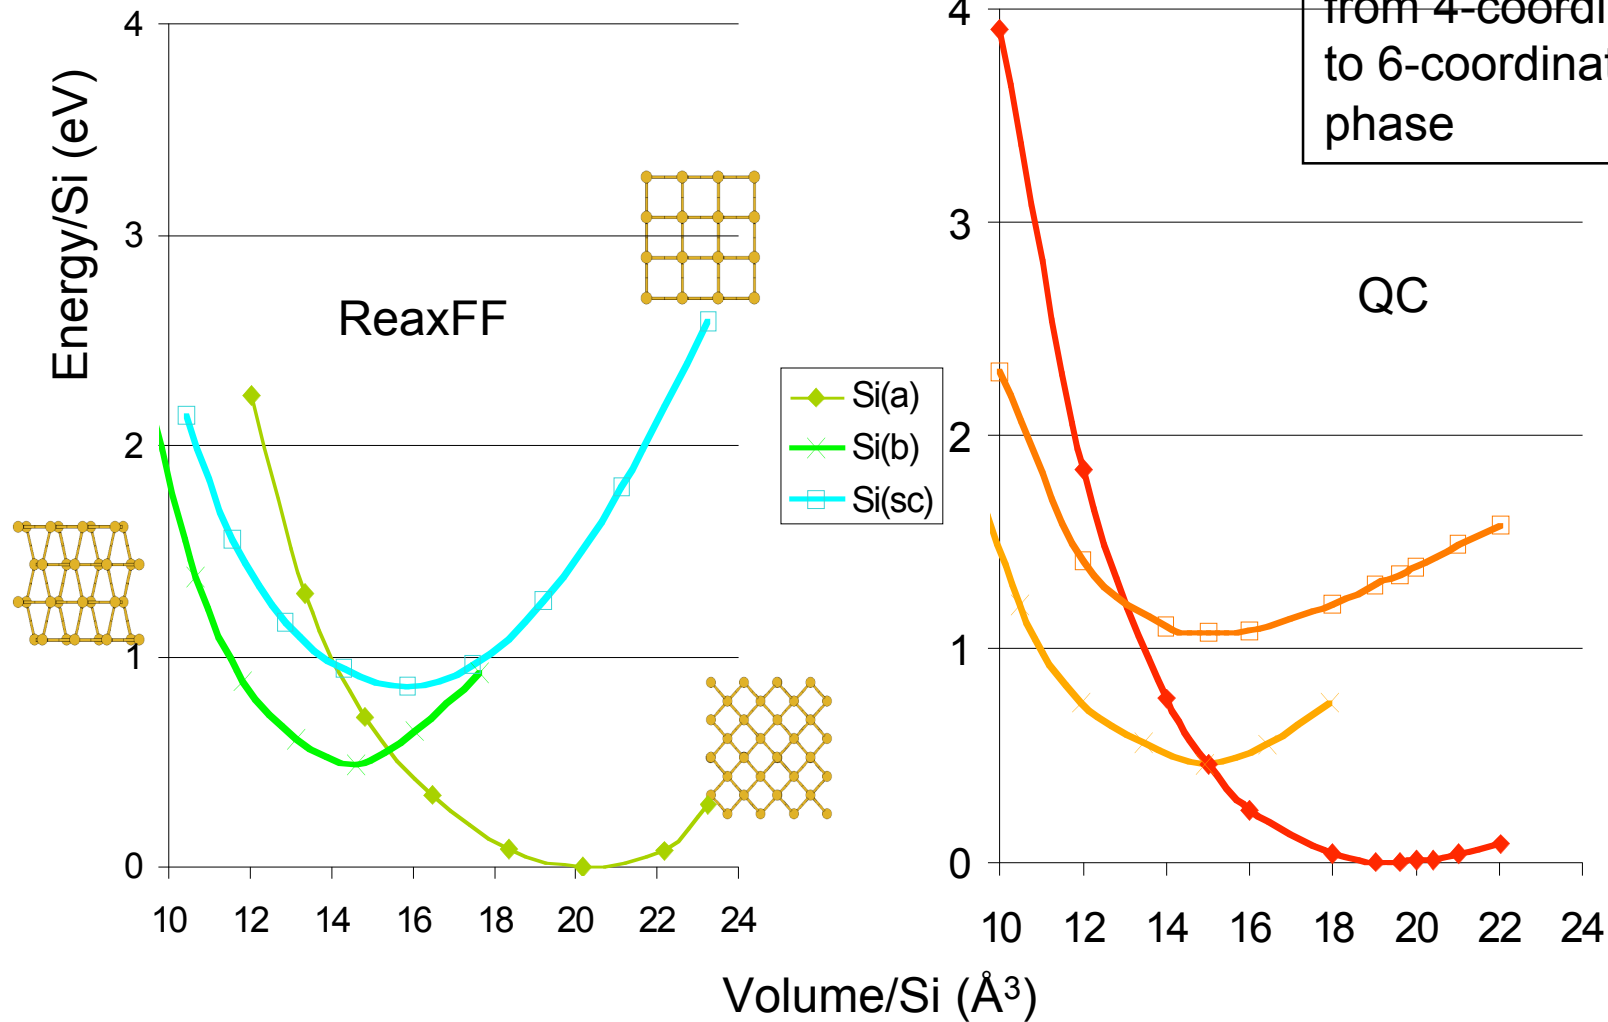 4
3
2
1
0
10 12 14 16 18 20 22 24
Energy/Si (eV)
ReaxFF
Si(a)
Si(b)
Si(sc)
4
3
2
1
0
10 12 14 16 18 20 22 24
QC
to 6-coordinat
phase
Volume/Si (Å³)